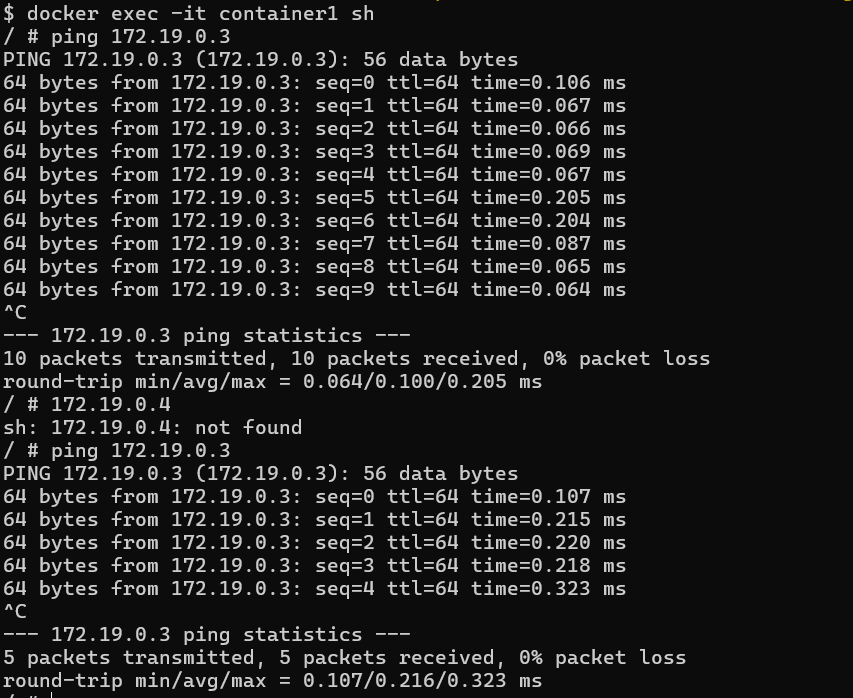 $ docker exec -it container1 sh
/ # ping 172.19.0.3
PING 172.19.0.3 (172.19.0.3): 56 data bytes
64 bytes from 172.19.0.3: seq=0 ttl=64 time=0.106 ms
64 bytes from 172.19.0.3: seq=1 ttl=64 time=0.067 ms
64 bytes from 172.19.0.3: seq=2 ttl=64 time=0.066 ms
64 bytes from 172.19.0.3: seq=3 ttl=64 time=0.069 ms
64 bytes from 172.19.0.3: seq=4 ttl=64 time=0.067 ms
64 bytes from 172.19.0.3: seq=5 ttl=64 time=0.205 ms
64 bytes from 172.19.0.3: seq=6 ttl=64 time=0.204 ms
64 bytes from 172.19.0.3: seq=7 ttl=64 time=0.087 ms
64 bytes from 172.19.0.3: seq=8 ttl=64 time=0.065 ms
64 bytes from 172.19.0.3: seq=9 ttl=64 time=0.064 ms
^C
--- 172.19.0.3 ping statistics ---
10 packets transmitted, 10 packets received, 0% packet loss
round-trip min/avg/max = 0.064/0.100/0.205 ms
/ # 172.19.0.4
sh: 172.19.0.4: not found
/ # ping 172.19.0.3
PING 172.19.0.3 (172.19.0.3): 56 data bytes
64 bytes from 172.19.0.3: seq=0 ttl=64 time=0.107 ms
64 bytes from 172.19.0.3: seq=1 ttl=64 time=0.215 ms
64 bytes from 172.19.0.3: seq=2 ttl=64 time=0.220 ms
64 bytes from 172.19.0.3: seq=3 ttl=64 time=0.218 ms
64 bytes from 172.19.0.3: seq=4 ttl=64 time=0.323 ms
^C
--- 172.19.0.3 ping statistics ---
5 packets transmitted, 5 packets received, 0% packet loss
round-trip min/avg/max = 0.107/0.216/0.323 ms
/ #